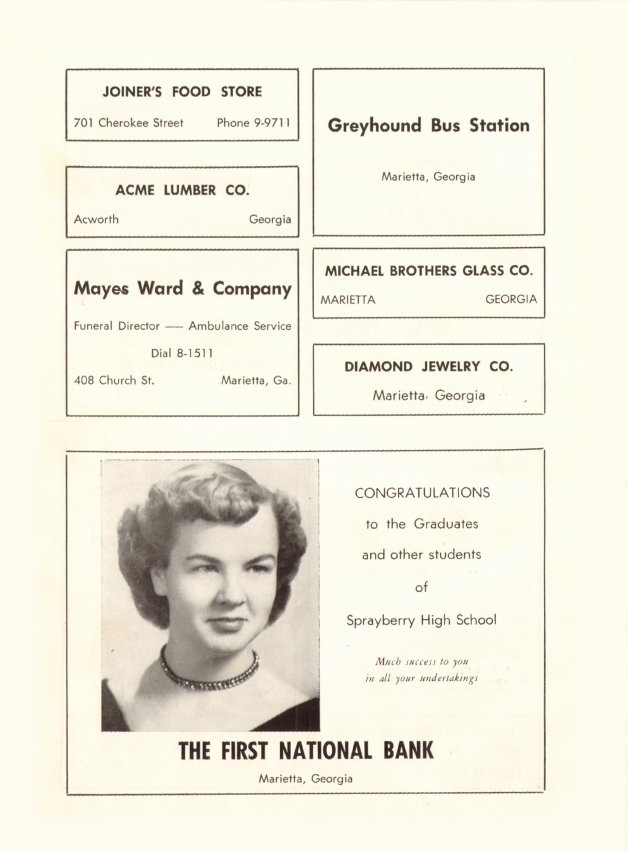 JOINER'S FOOD STORE
701 Cherokee Street Phone 9-9711
ACME LUMBER CO.
Acworth Georgia
Mayes Ward & Company
Funeral Director — Ambulance Service
Dial 8-1511
408 Church St. Marietta, Ga.
Greyhound Bus Station
Marietta, Georgia
MICHAEL BROTHERS GLASS CO.
MARIETTA GEORGIA
DIAMOND JEWELRY CO.
Marietta, Georgia
CONGRATULATIONS
to the Graduates
and other students
of
Sprayberry High School
Much success to you
in all your undertakings
THE FIRST NATIONAL BANK
Marietta, Georgia